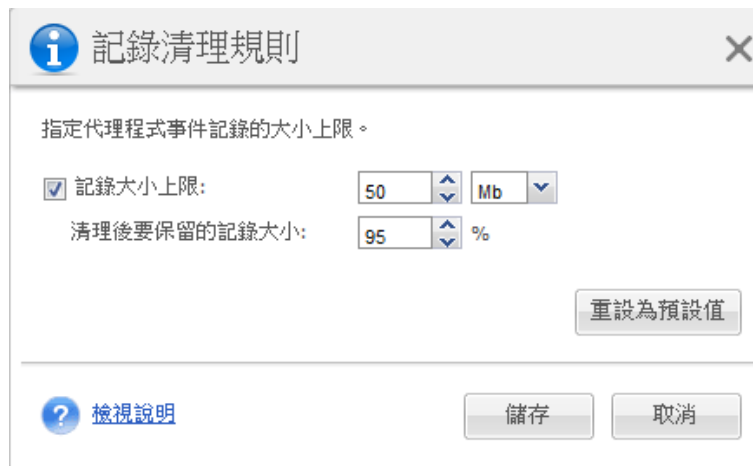 記錄清理規則
指定代理程式事件記錄的大小上限。
記錄大小上限: 50 Mb
清理後要保留的記錄大小: 95 %
重設為預設值
檢視說明 儲存 取消